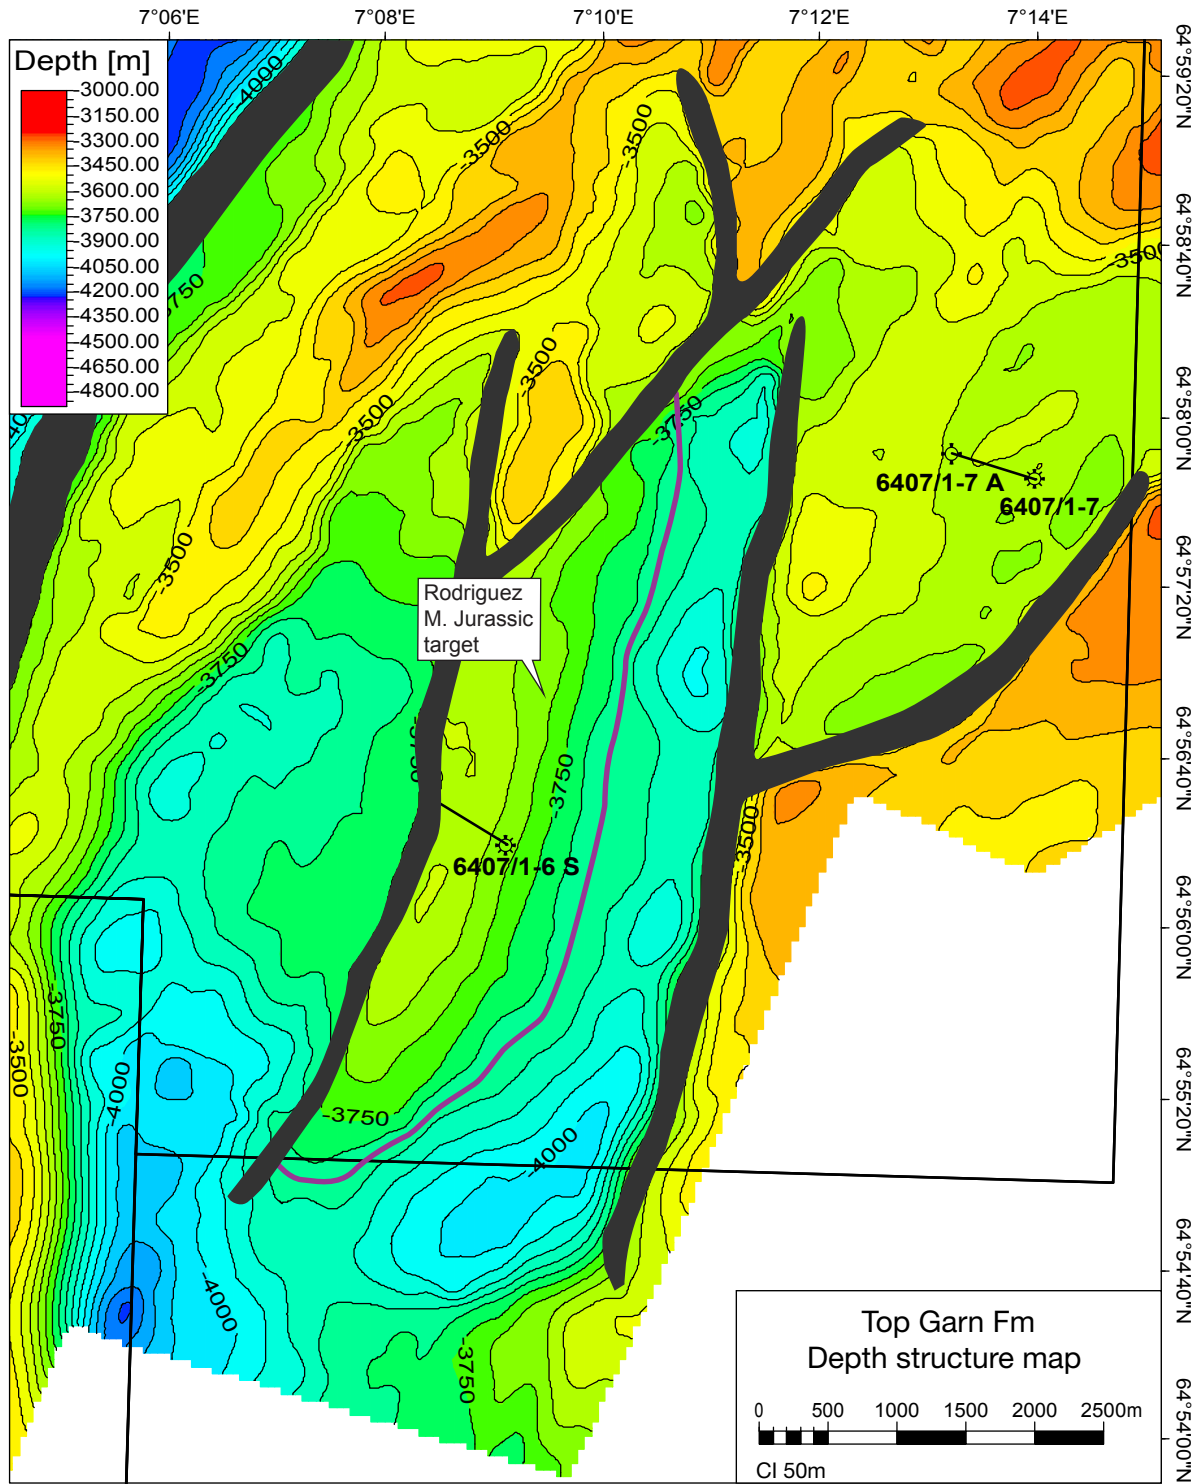 7°06'E 7°08'E 7°10'E 7°12'E 7°14'E
Depth [m]
-3000.00
-3150.00
-3300.00
-3450.00
-3600.00
-3750.00
-3900.00
-4050.00
-4200.00
-4350.00
-4500.00
-4650.00
-4800.00
64°59'20"N
64°58'40"N
64°58'00"N
64°57'20"N
64°56'40"N
64°56'00"N
64°55'20"N
64°54'40"N
64°54'00"N
-4000
-3500
-3500
-3500
3750
-3500
-3500
-3750
40
6407/1-7 A
6407/1-7
-3500
Rodriguez
M. Jurassic
target
-3750
-3750
-3500
6407/1-6 S
-3750
-3500
-4000
-3750
-4000
-4000
-3750
Top Garn Fm
Depth structure map
0 500 1000 1500 2000 2500m
CI 50m